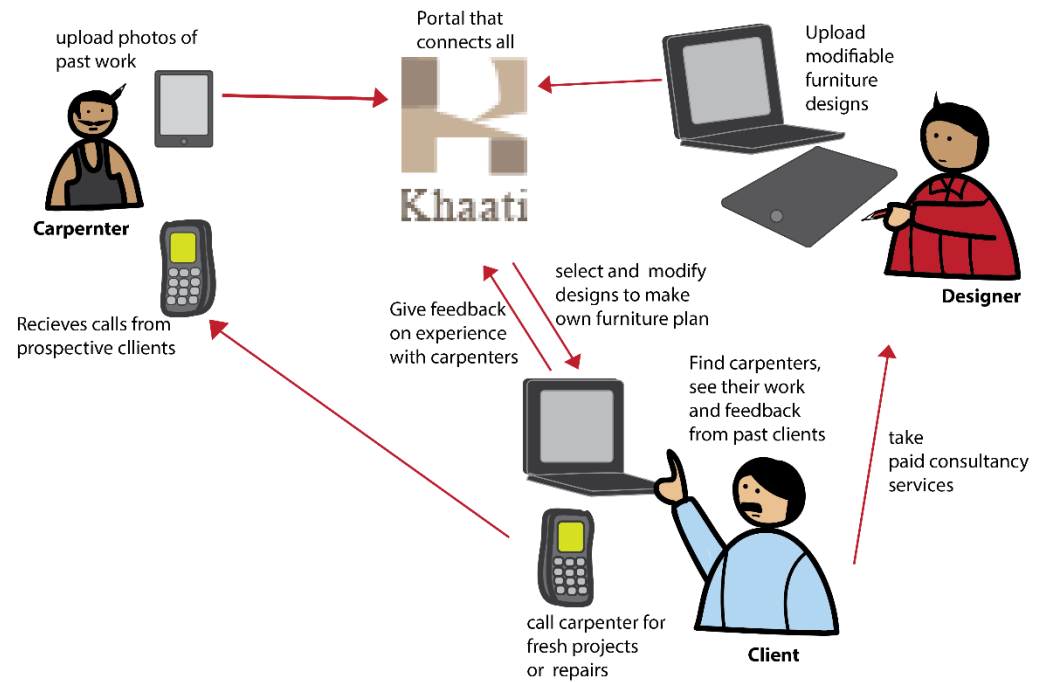 upload photos of
past work
Portal that
connects all
Upload
modifiable
furniture
designs
Khaati
Carpernter
Designer
Recieves calls from
prospective cllients
Give feedback
on experience
with carpenters
select and modify
designs to make
own furniture plan
Find carpenters,
see their work
and feedback
from past clients
take
paid consultancy
services
call carpenter for
fresh projects
or repairs
Client